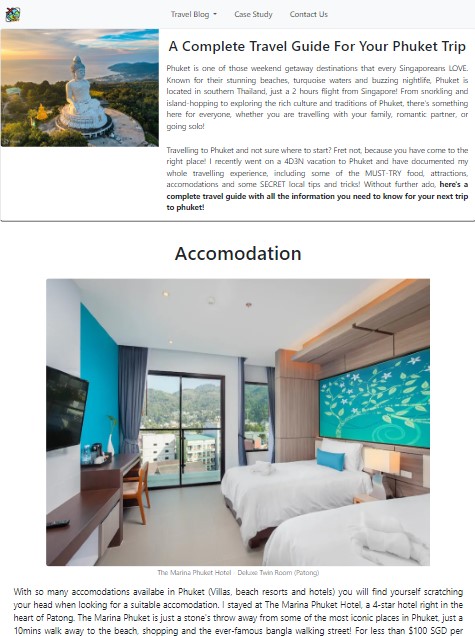 Travel Blog Case Study Contact Us
A Complete Travel Guide For Your Phuket Trip
Phuket is one of those weekend getaway destinations that every Singaporeans LOVE.
Known for their stunning beaches, turquoise waters and buzzing nightlife, Phuket is
located in southern Thailand, just a 2 hours flight from Singapore! From snorkling and
island-hopping to exploring the rich culture and traditions of Phuket, there's something
here for everyone, whether you are travelling with your family, romantic partner, or
going solo!
Travelling to Phuket and not sure where to start? Fret not, because you have come to the
right place! I recently went on a 4D3N vacation to Phuket and have documented my
whole travelling experience, including some of the MUST-TRY food, attractions,
accomodations and some SECRET local tips and tricks! Without further ado, here's a
complete travel guide with all the information you need to know for your next trip
to phuket!
Accomodation
The Marina Phuket Hotel - Deluxe Twin Room (Patong)
With so many accomodations availabe in Phuket (Villas, beach resorts and hotels) you will find yourself scratching
your head when looking for a suitable accomodation. I stayed at The Marina Phuket Hotel, a 4-star hotel right in the
heart of Patong. The Marina Phuket is just a stone's throw away from some of the most iconic places in Phuket, just a
10mins walk away to the beach, shopping and the ever-famous bangla walking street! For less than $100 SGD per